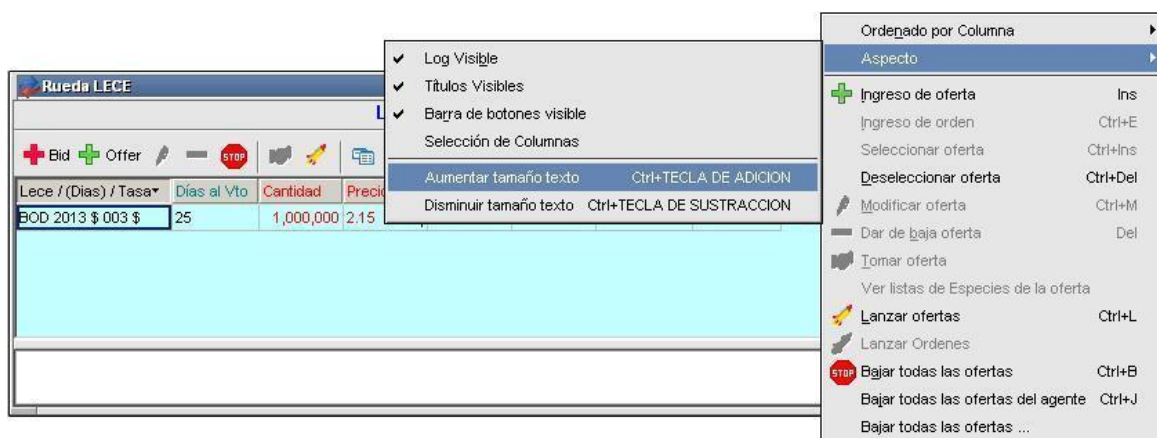 Rueda LECE
L
Bid Offer STOP
Lece / (Dias) / Tasa Días al Vto Cantidad Preci
BOD 2013 $ 003 $ 25 1,000,000 2.15
Log Visible
Títulos Visibles
Barra de botones visible
Selección de Columnas
Aumentar tamaño texto Ctrl+TECLA DE ADICION
Disminuir tamaño texto Ctrl+TECLA DE SUSTRACCION
Ordenado por Columna
Aspecto
Ingreso de oferta Ins
Ingreso de orden Ctrl+E
Seleccionar oferta Ctrl+Ins
Deseleccionar oferta Ctrl+Del
Modificar oferta Ctrl+M
Dar de baja oferta Del
Tomar oferta
Ver listas de Especies de la oferta
Lanzar ofertas Ctrl+L
Lanzar Ordenes
STOP Bajar todas las ofertas Ctrl+B
Bajar todas las ofertas del agente Ctrl+J
Bajar todas las ofertas ...